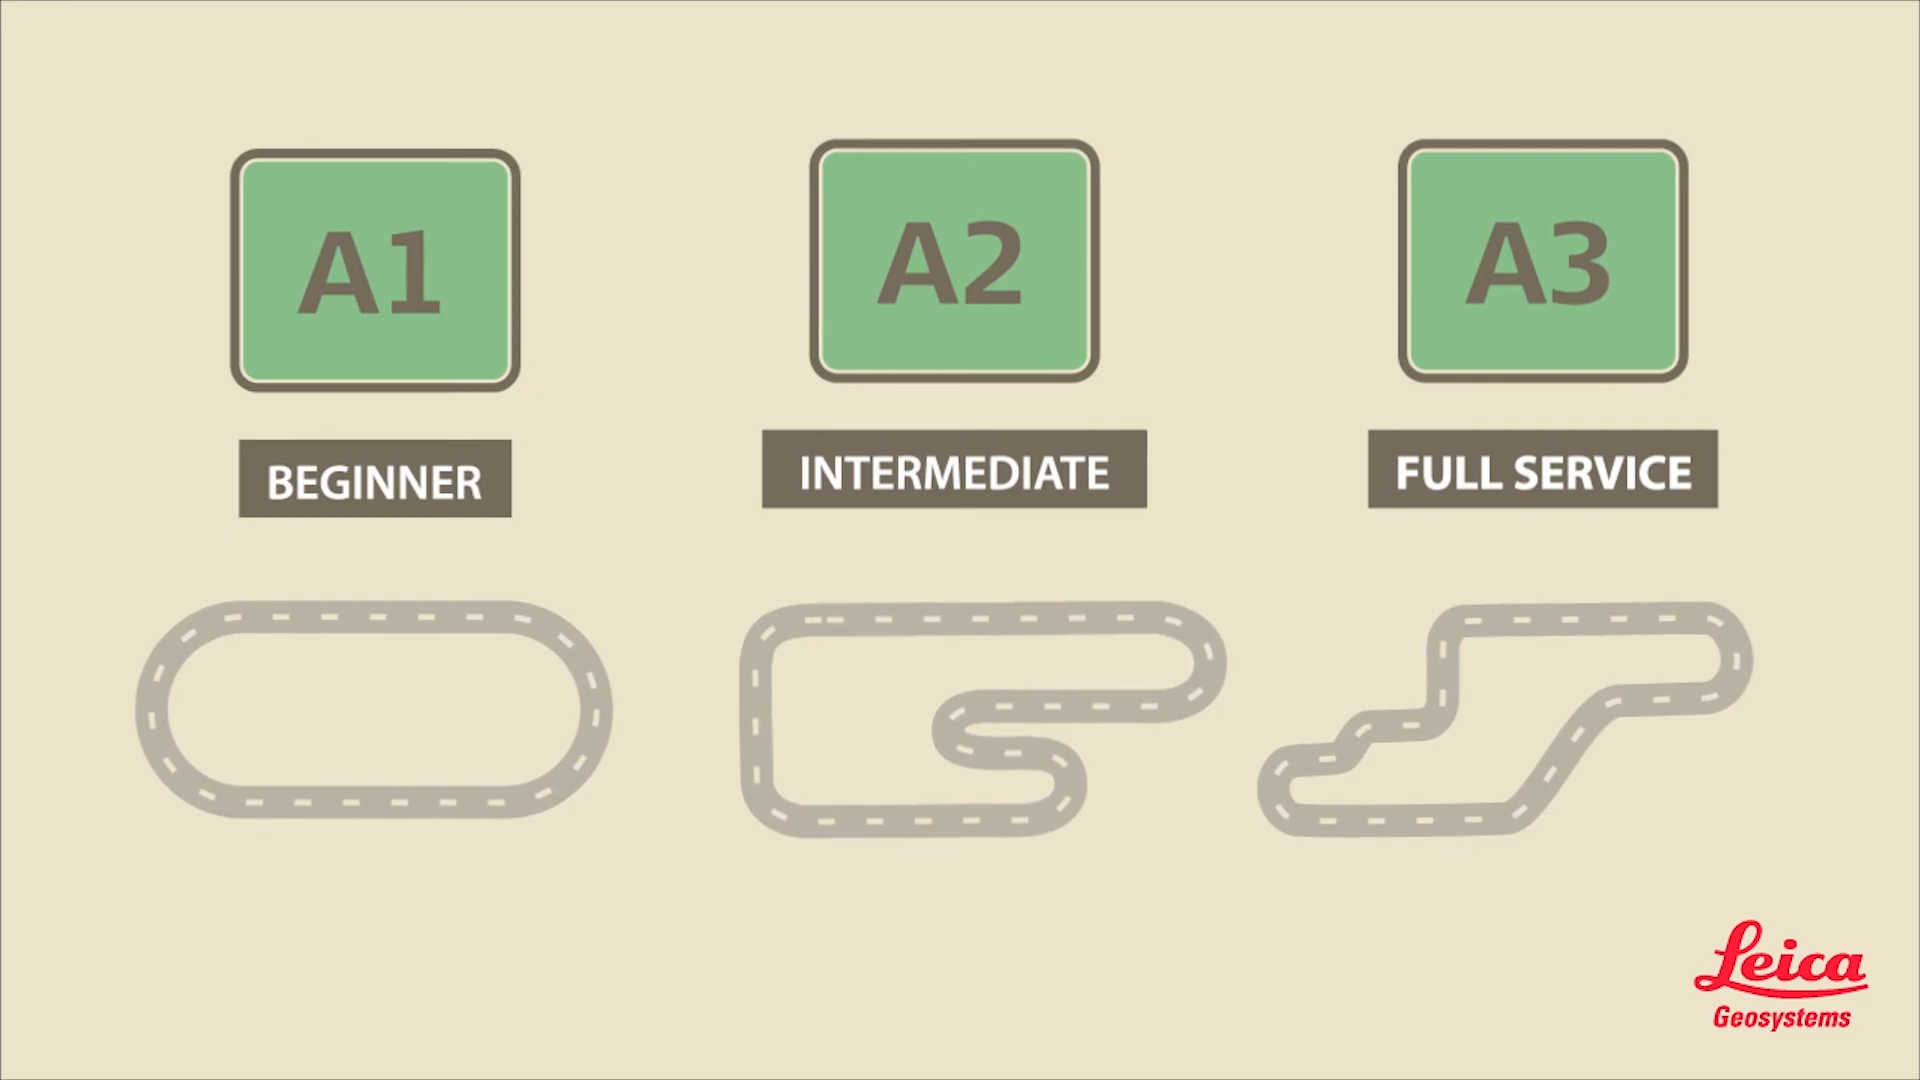 A1
BEGINNER
A2
INTERMEDIATE
A3
FULL SERVICE
Leica
Geosystems